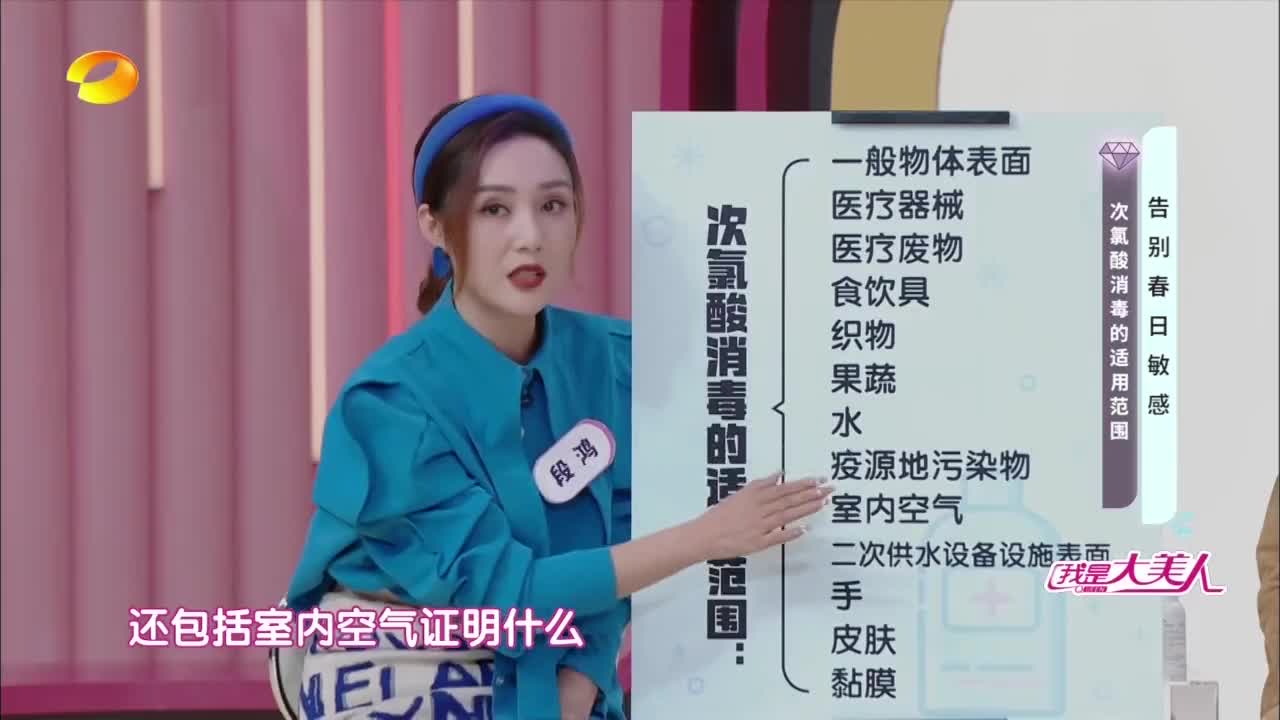 次氯酸消毒的适
范围：
一般物体表面
医疗器械
医疗废物
食饮具
织物
果蔬
水
疫源地污染物
室内空气
二次供水设备设施表面
手
皮肤
黏膜
告别春日敏感
次氯酸消毒的适用范围
段
我是大美人
还包括室内空气证明什么